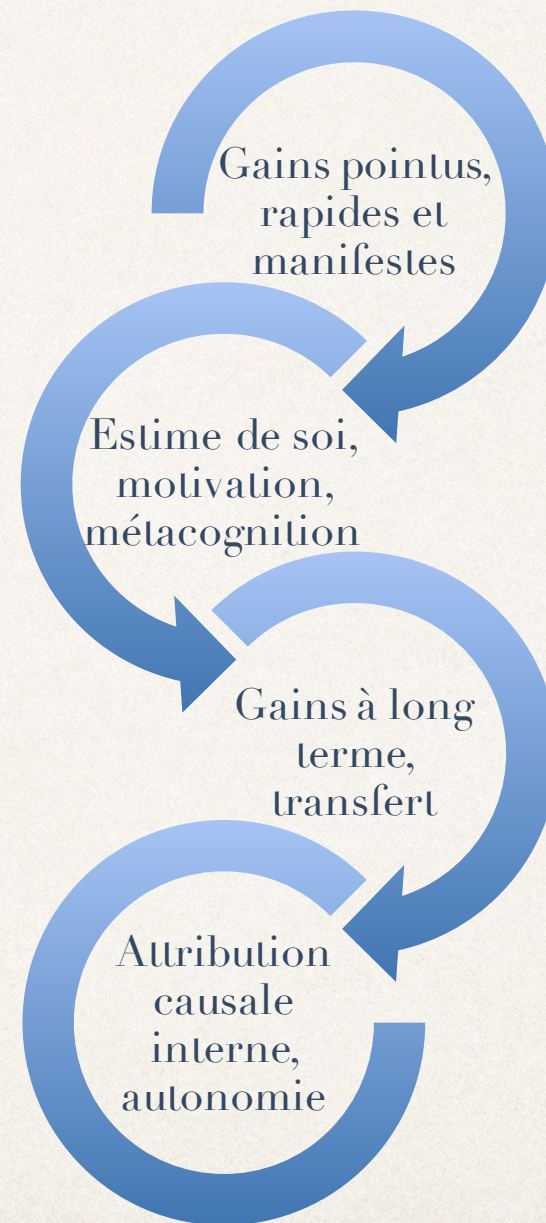 Gains pointus,
rapides et
manifestes
Estime de soi,
motivation,
métacognition
Gains à long
terme,
transfert
Attribution
causale
interne,
autonomie